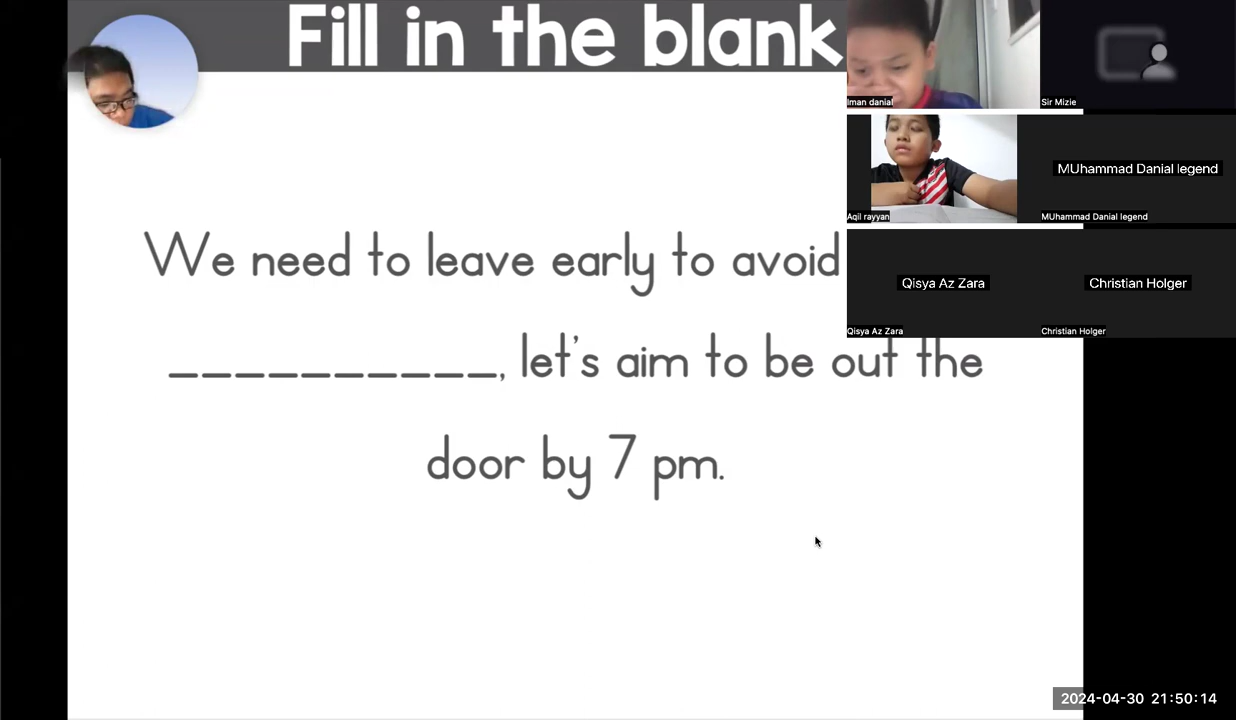 Fill in the blank
We need to leave early to avoid
__________, let's aim to be out the
door by 7 pm.
Iman danial
Sir Mizie
Aqil rayyan
MUhammad Danial legend
MUhammad Danial legend
Qisya Az Zara
Qisya Az Zara
Christian Holger
Christian Holger
2024-04-30 21:50:14